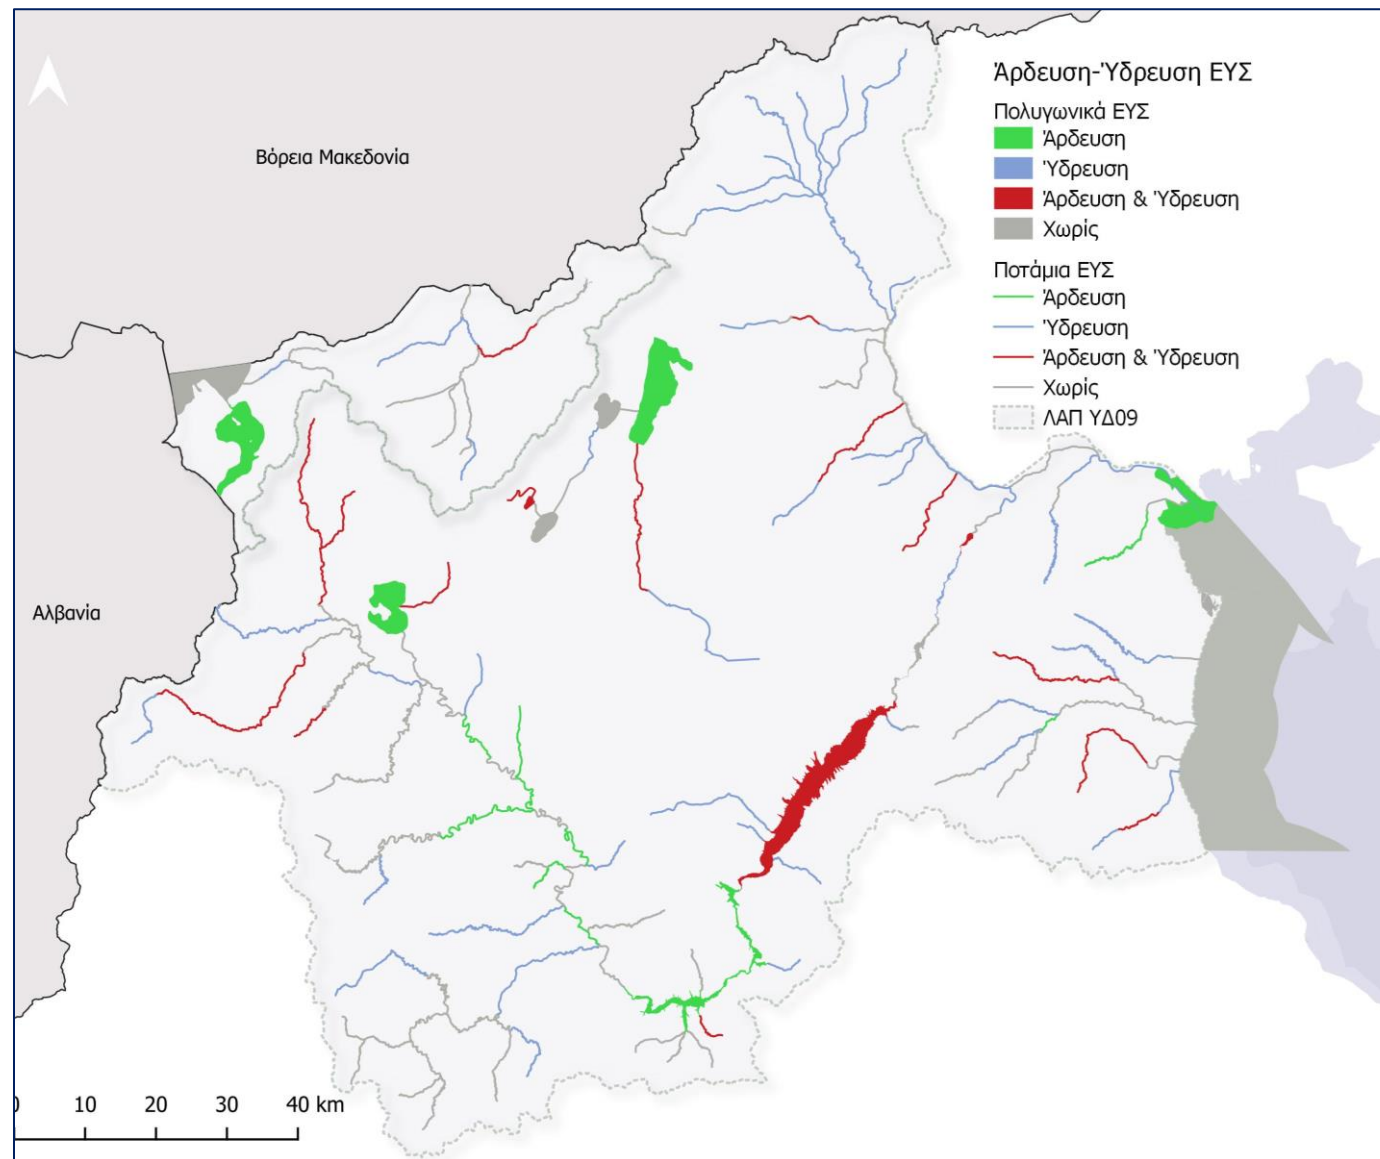 Άρδευση-Ύδρευση ΕΥΣ
Πολυγωνικά ΕΥΣ
Άρδευση
Ύδρευση
Άρδευση & Ύδρευση
Χωρίς
Ποτάμια ΕΥΣ
Άρδευση
Ύδρευση
Άρδευση & Ύδρευση
Χωρίς
ΛΑΠ ΥΔ09
Βόρεια Μακεδονία
Αλβανία
0 10 20 30 40 km